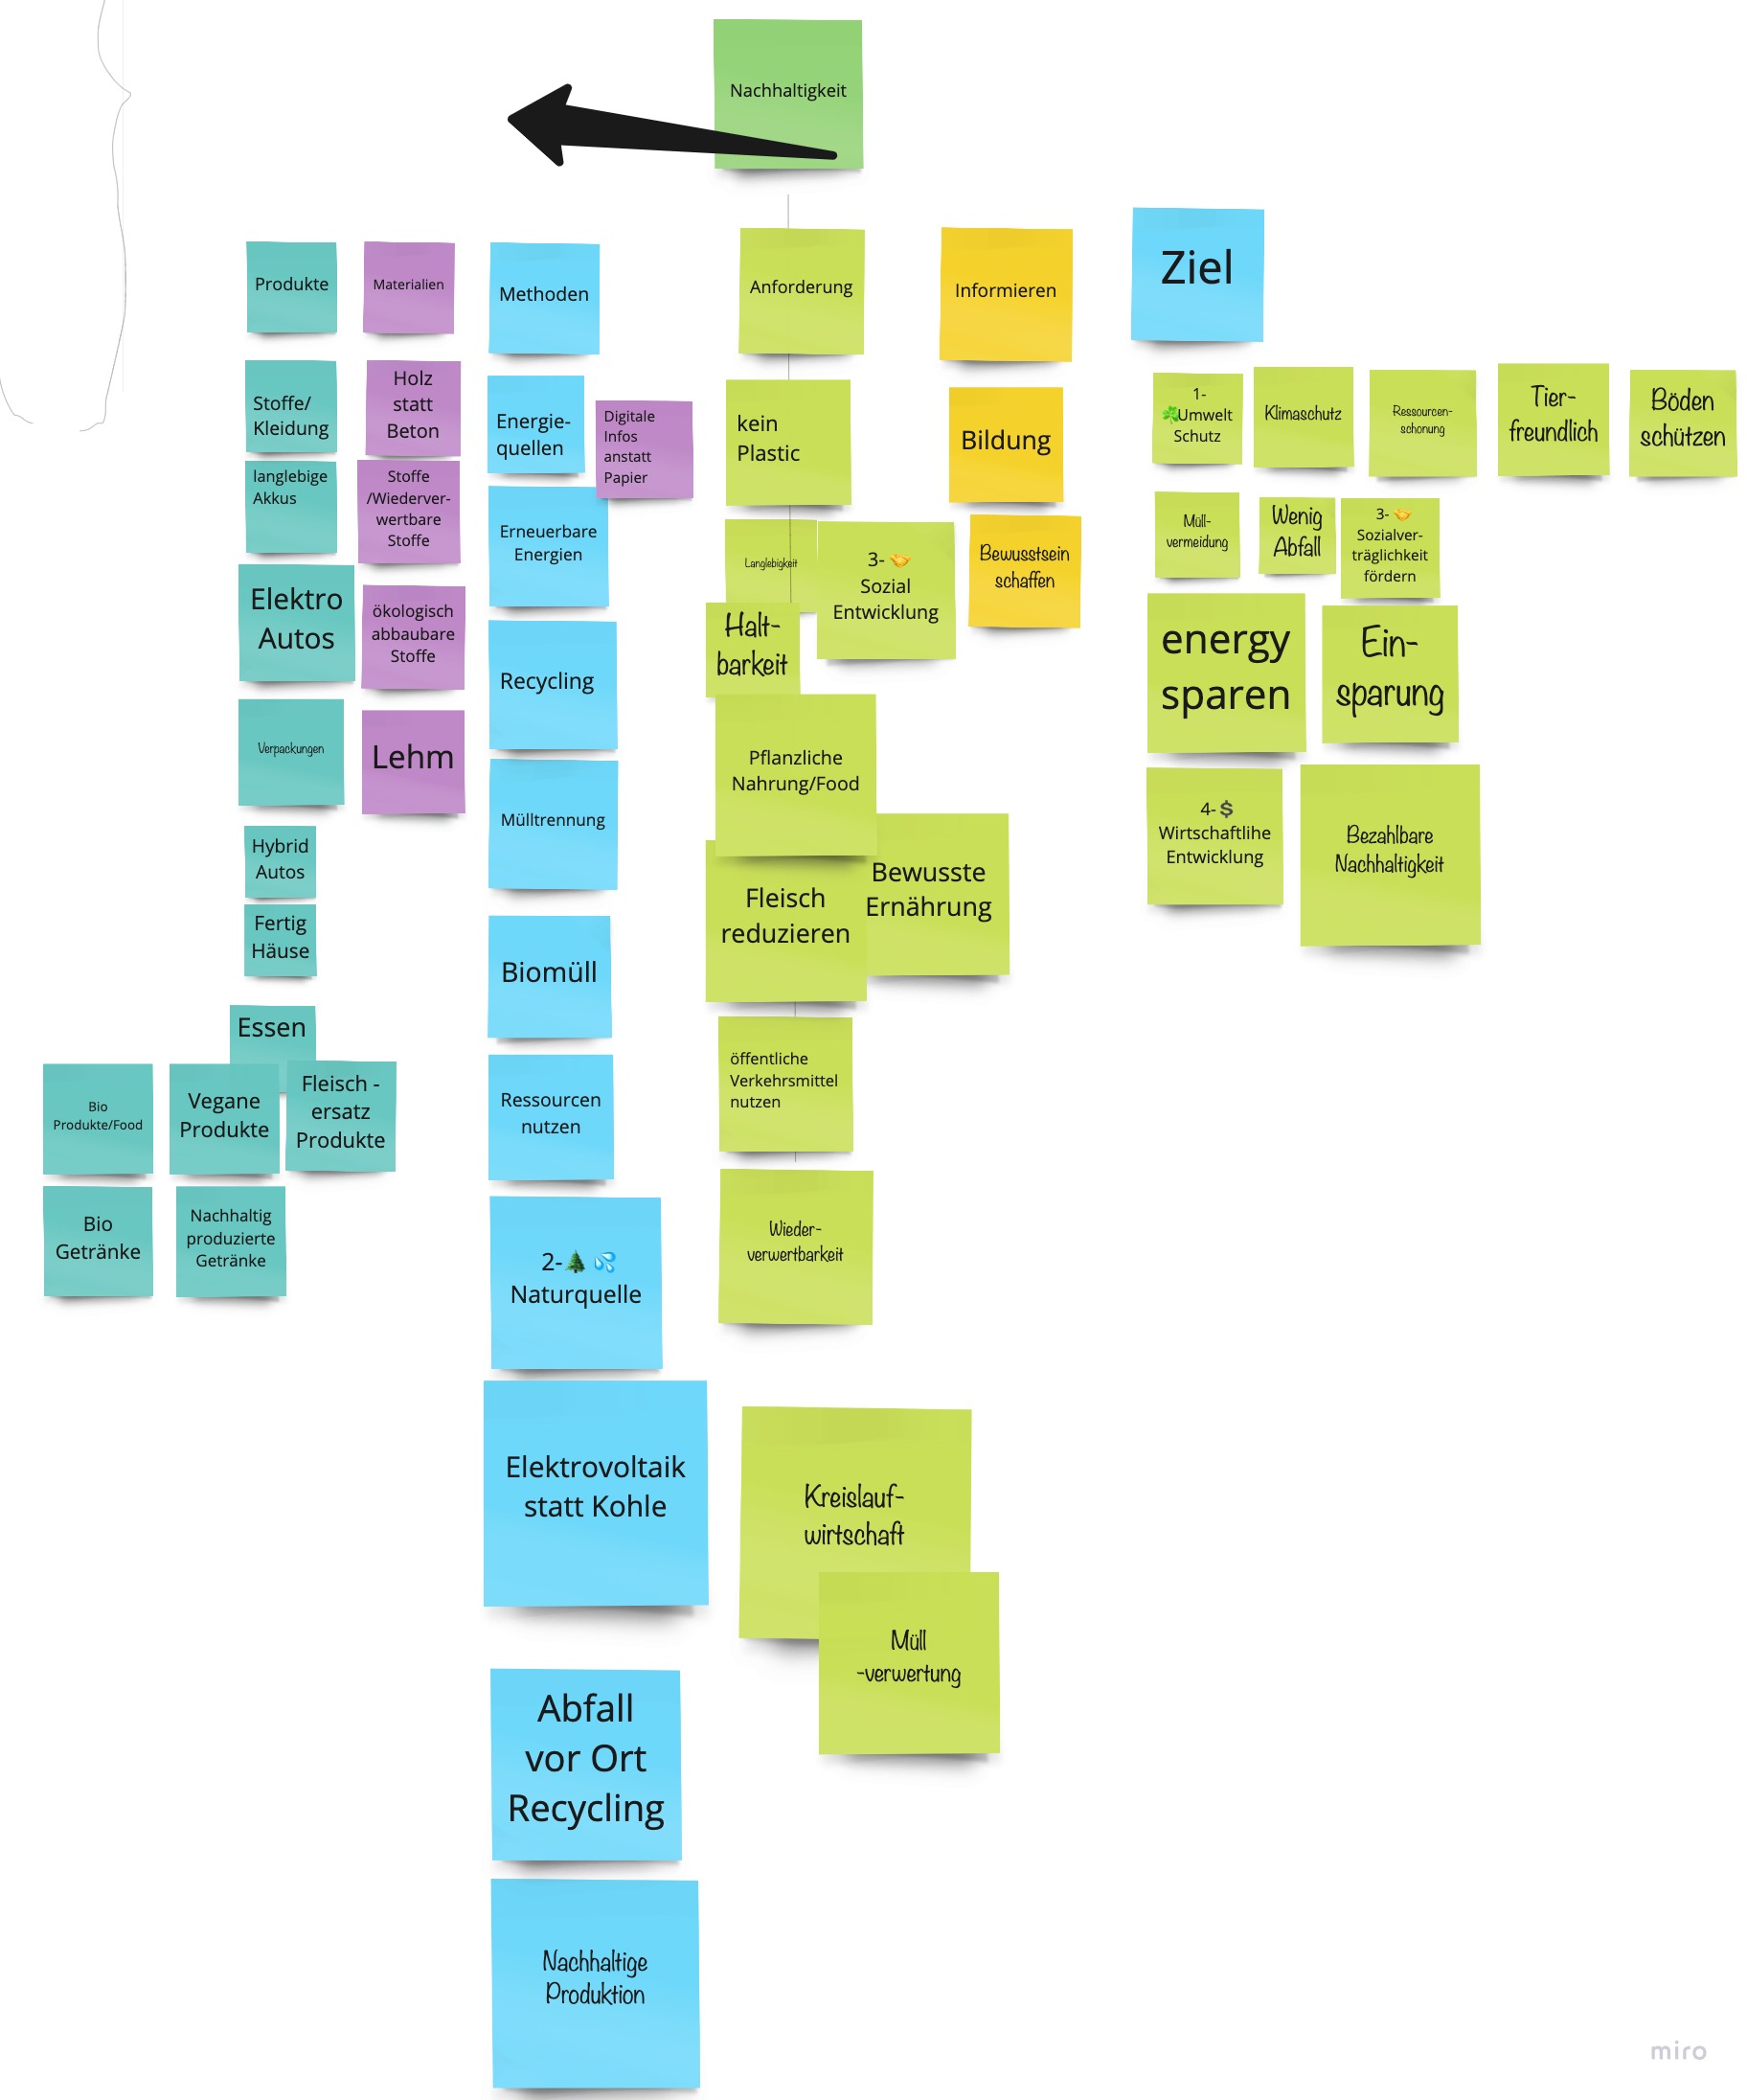 Nachhaltigkeit
Produkte
Stoffe/
Kleidung
langlebige
Akkus
Elektro
Autos
Verpackungen
Hybrid
Autos
Fertig
Häuse
Essen
Bio
Produkte/Food
Vegane
Produkte
Fleisch -
ersatz
Produkte
Bio
Getränke
Nachhaltig
produzierte
Getränke
Materialien
Holz
statt
Beton
Stoffe
/Wiederver-
wertbare
Stoffe
ökologisch
abbaubare
Stoffe
Lehm
Methoden
Energie-
quellen
Digitale
Infos
anstatt
Papier
Erneuerbare
Energien
Recycling
Mülltrennung
Biomüll
Ressourcen
nutzen
2-🌲💦
Naturquelle
Elektrovoltaik
statt Kohle
Abfall
vor Ort
Recycling
Nachhaltige
Produktion
Anforderung
kein
Plastic
Langlebigkeit
3-🤝
Sozial
Entwicklung
Halt-
barkeit
Pflanzliche
Nahrung/Food
Fleisch
reduzieren
Bewusste
Ernährung
öffentliche
Verkehrsmittel
nutzen
Wieder-
verwertbarkeit
Kreislauf-
wirtschaft
Müll
-verwertung
Informieren
Bildung
Bewusstsein
schaffen
Ziel
1-
☘️Umwelt
Schutz
Klimaschutz
Ressourcen-
schonung
Tier-
freundlich
Böden
schützen
Müll-
vermeidung
Wenig
Abfall
3-🤝
Sozialver-
träglichkeit
fördern
energy
sparen
Ein-
sparung
4-💲
Wirtschaftlihe
Entwicklung
Bezahlbare
Nachhaltigkeit
miro